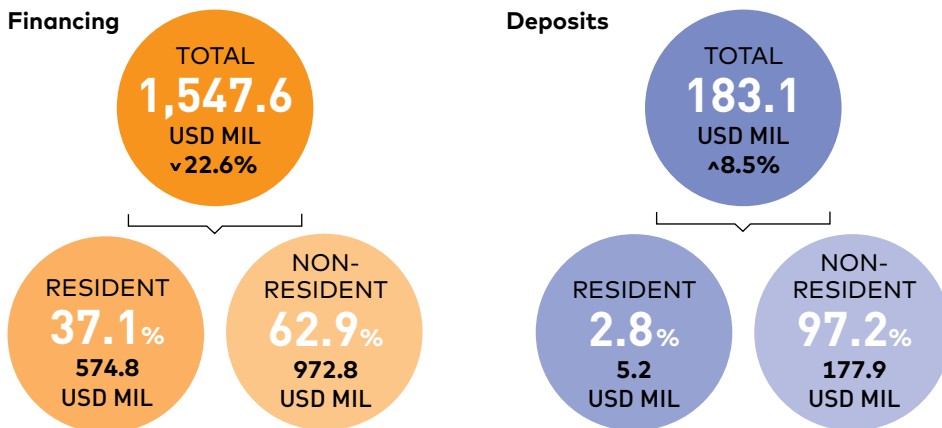 Financing
TOTAL
1,547.6
USD MIL
˅22.6%
RESIDENT
37.1%
574.8
USD MIL
NON-
RESIDENT
62.9%
972.8
USD MIL
Deposits
TOTAL
183.1
USD MIL
˄8.5%
RESIDENT
2.8%
5.2
USD MIL
NON-
RESIDENT
97.2%
177.9
USD MIL